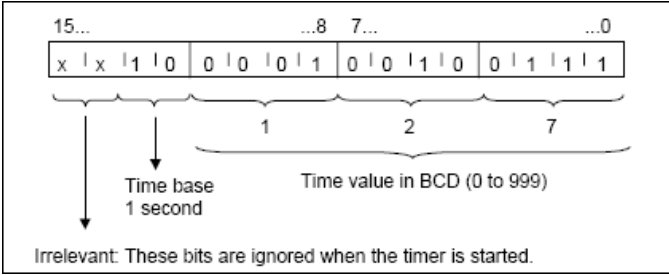 15... ...8 7... ...0
x x 1 0 0 0 0 1 0 0 1 0 0 1 1 1
1 2 7
Time base
1 second
Time value in BCD (0 to 999)
Irrelevant: These bits are ignored when the timer is started.